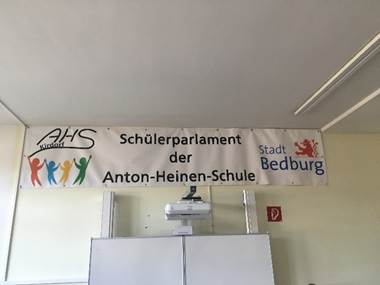 AHS
Kirdorf
Schülerparlament
der
Anton-Heinen-Schule
Stadt
Bedburg